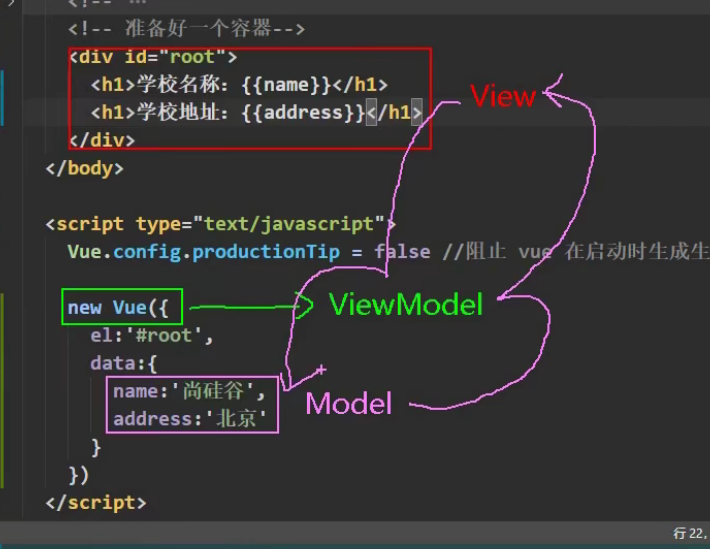 <!-- 准备好一个容器-->
<div id="root">
<h1>学校名称：{{name}}</h1>
<h1>学校地址：{{address}}</h1>
View
</div>
</body>
<script type="text/javascript">
Vue.config.productionTip = false //阻止 vue 在启动时生成生
new Vue({
ViewModel
el:'#root',
data:{
name:'尚硅谷',
Model
address:'北京'
}
})
</script>
行 22,